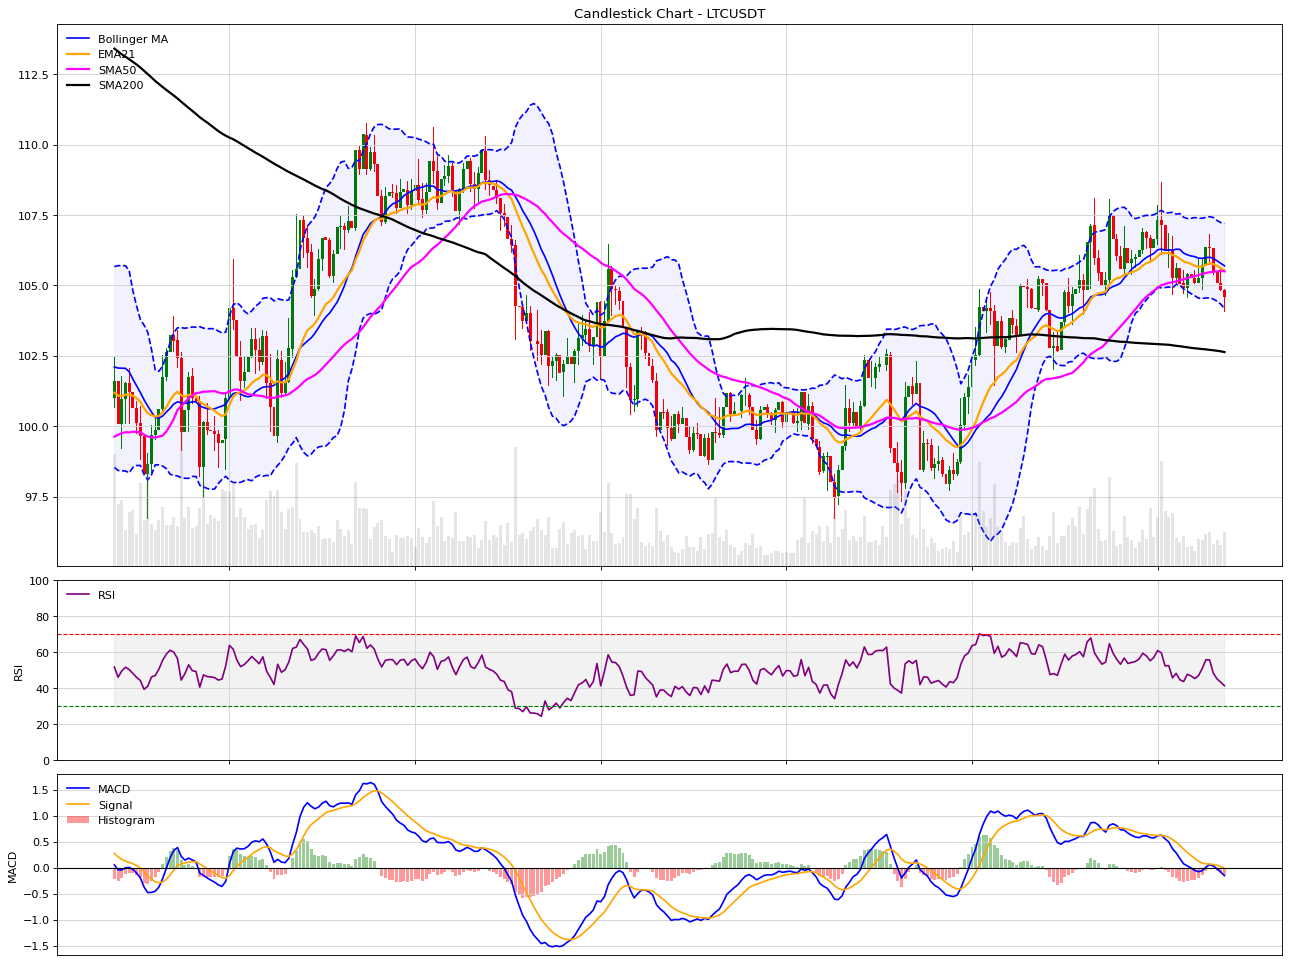 Candlestick Chart - LTCUSDT
Bollinger MA
EMA21
SMA50
SMA200
112.5
110.0
107.5
105.0
102.5
100.0
97.5
RSI
100
80
60
40
20
0
RSI
MACD
Signal
Histogram
1.5
1.0
0.5
0.0
−0.5
−1.0
−1.5
MACD